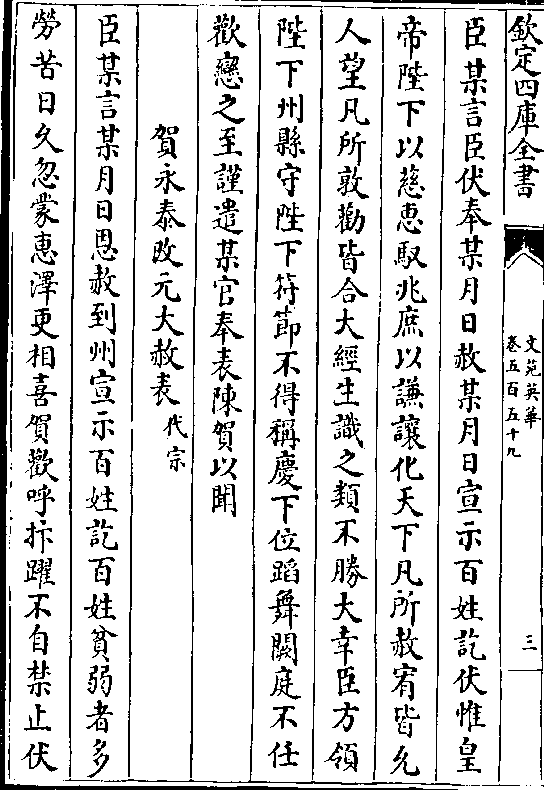 欽定四庫全書
文苑英華
卷五百五十九
三
臣某言臣伏奉某月日赦某月日宣示百姓訖伏惟皇
帝陛下以慈惠馭兆庶以謙讓化天下凡所赦宥皆允
人望凡所敦勸皆合大經生識之類不勝大幸臣方領
陛下州縣守陛下符節不得稱慶下位蹈舞闕庭不任
歡戀之至謹遣某官奉表陳賀以聞
賀永泰改元大赦表代宗
臣某言某月日恩赦到州宣示百姓訖百姓貧弱者多
勞苦日久忽蒙惠澤更相喜賀歡呼抃躍不自禁止伏